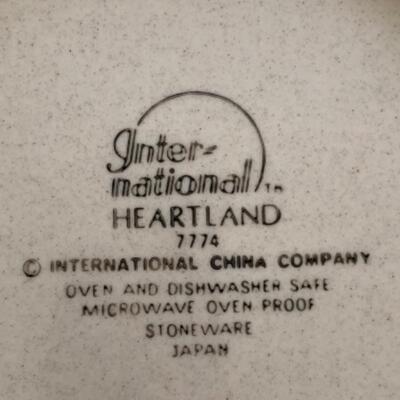 Inter-
national TM
HEARTLAND
7774
© INTERNATIONAL CHINA COMPANY
OVEN AND DISHWASHER SAFE
MICROWAVE OVEN PROOF
STONEWARE
JAPAN